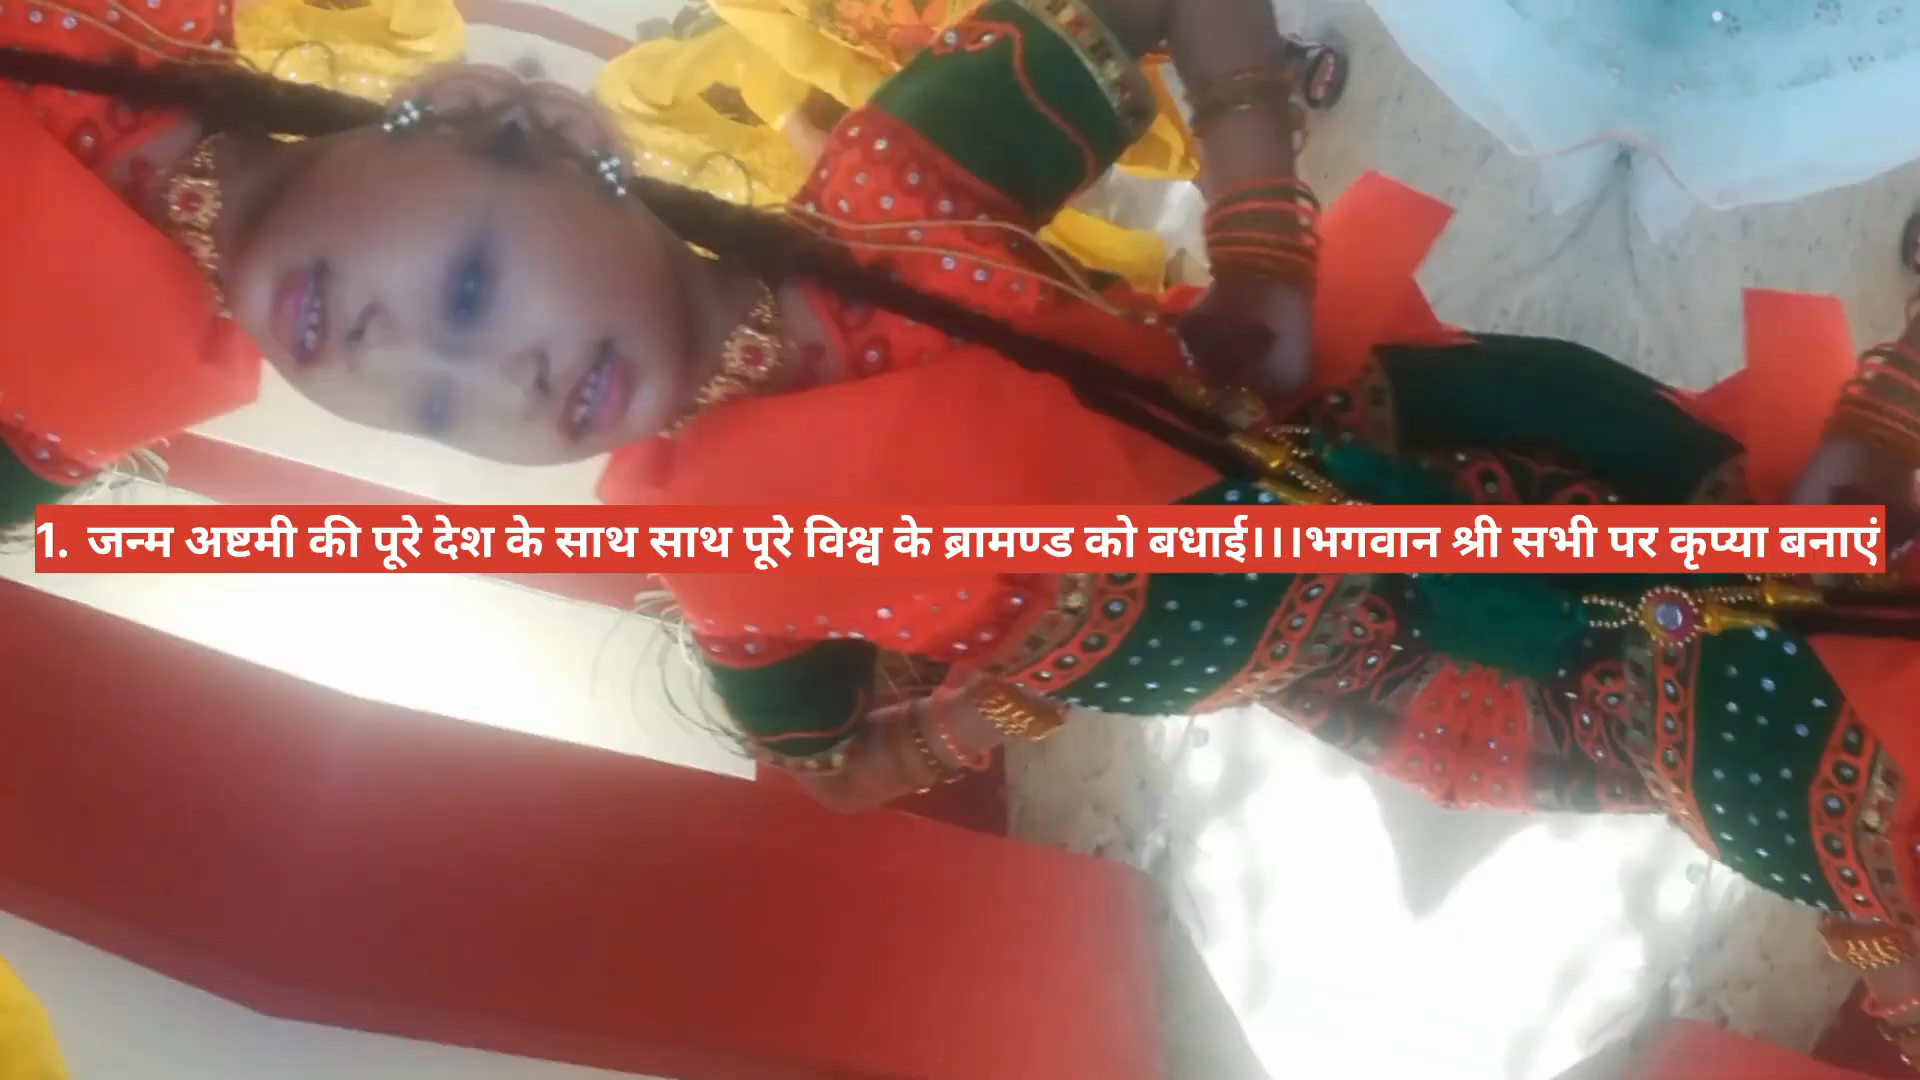 1. जन्म अष्टमी की पूरे देश के साथ साथ पूरे विश्व के ब्रामण्ड को बधाई।।।भगवान श्री सभी पर कृप्या बनाएं